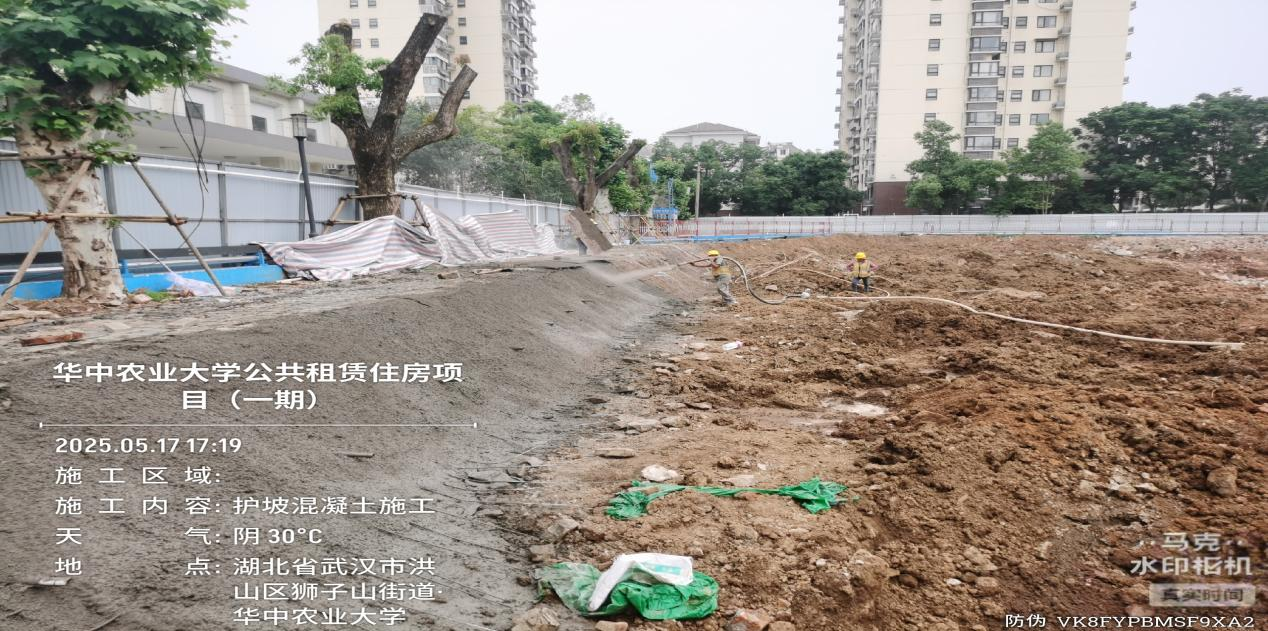 华中农业大学公共租赁住房项
目（一期）
2025.05.17 17:19
施工区域:
施工内容: 护坡混凝土施工
天气: 阴 30°C
地点: 湖北省武汉市洪
山区狮子山街道·
华中农业大学
马克
水印相机
真实时间
防伪 VK8FYPBMSF9XA2